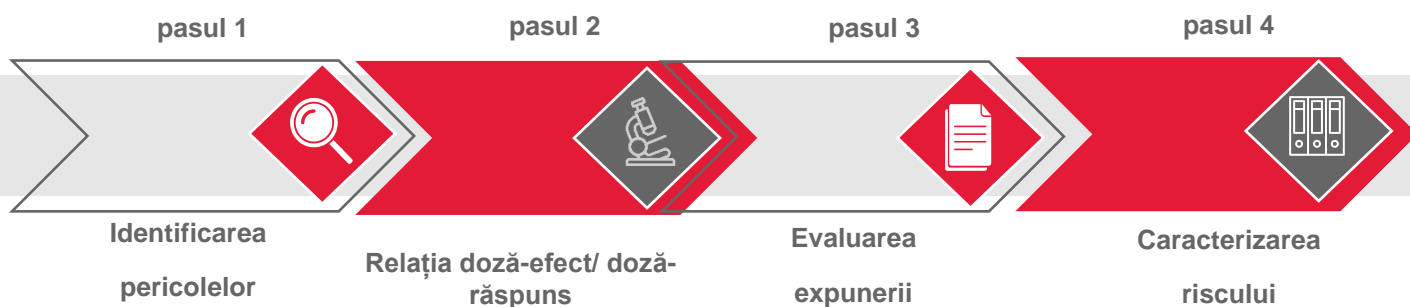 pasul 1
pasul 2
pasul 3
pasul 4
Identificarea
pericolelor
Relația doză-efect/ doză-
răspuns
Evaluarea
expunerii
Caracterizarea
riscului